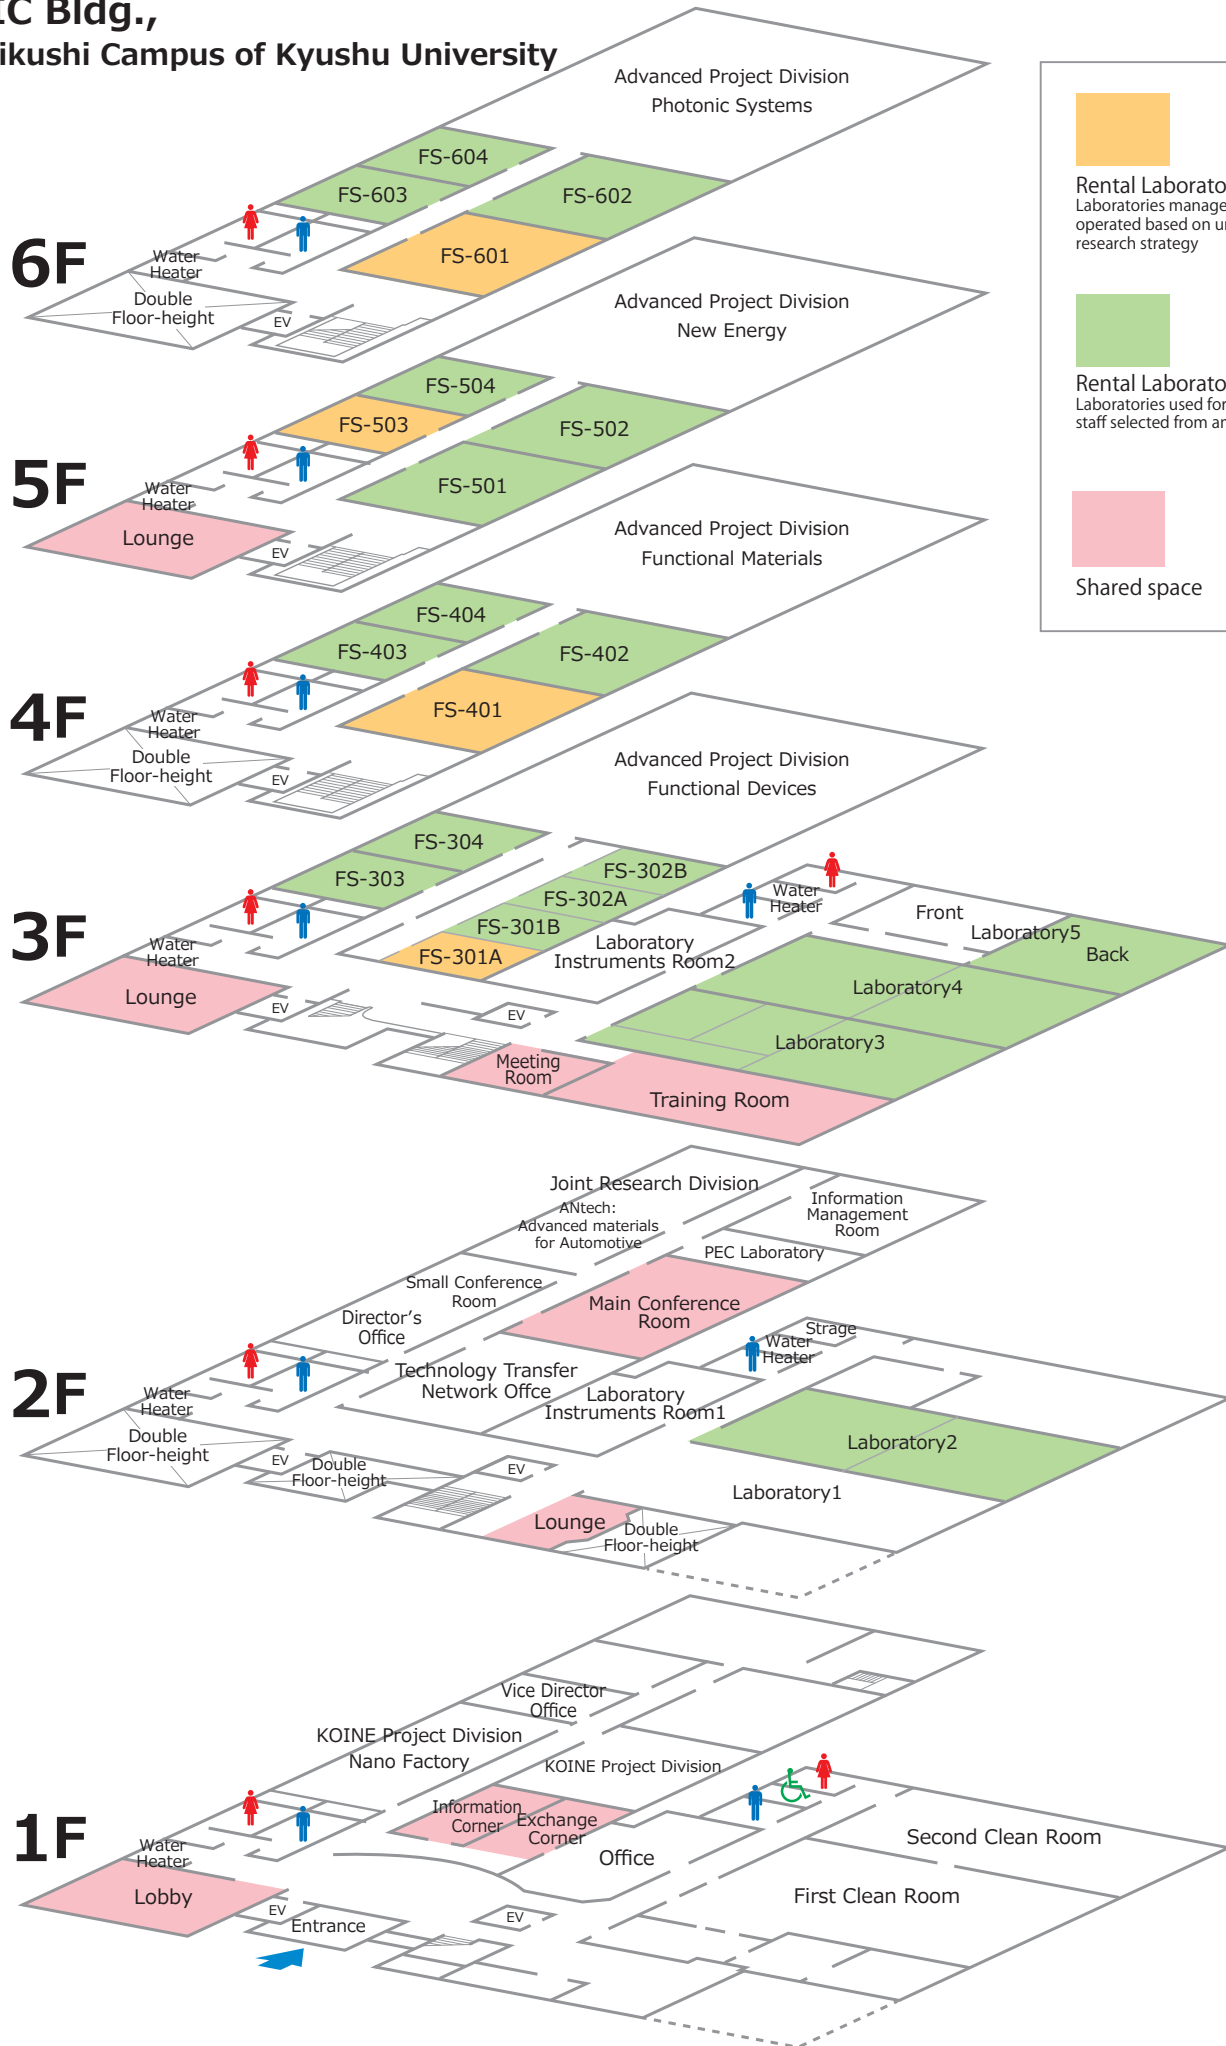 IC Bldg.,
ikushi Campus of Kyushu University
6F
Advanced Project Division
Photonic Systems
FS-604
FS-603
FS-602
FS-601
Water
Heater
Double
Floor-height
EV
5F
Advanced Project Division
New Energy
FS-504
FS-503
FS-502
FS-501
Water
Heater
Lounge
EV
4F
Advanced Project Division
Functional Materials
FS-404
FS-403
FS-402
FS-401
Water
Heater
Double
Floor-height
EV
3F
Advanced Project Division
Functional Devices
FS-304
FS-303
FS-302B
FS-302A
FS-301B
FS-301A
Water
Heater
Lounge
EV
Laboratory
Instruments Room2
Water
Heater
Front
Laboratory5
Back
Laboratory4
Laboratory3
EV
Meeting
Room
Training Room
2F
Joint Research Division
ANtech:
Advanced materials
for Automotive
Information
Management
Room
PEC Laboratory
Small Conference
Room
Main Conference
Room
Director's
Office
Technology Transfer
Network Offce
Laboratory
Instruments Room1
Strage
Water
Heater
Water
Heater
Double
Floor-height
EV
Double
Floor-height
EV
Laboratory2
Laboratory1
Lounge
Double
Floor-height
1F
Vice Director
Office
KOINE Project Division
Nano Factory
KOINE Project Division
Information
Corner
Exchange
Corner
Office
Second Clean Room
First Clean Room
Water
Heater
Lobby
EV
Entrance
EV
Rental Laborato
Laboratories manage
operated based on u
research strategy
Rental Laborato
Laboratories used for
staff selected from a
Shared space